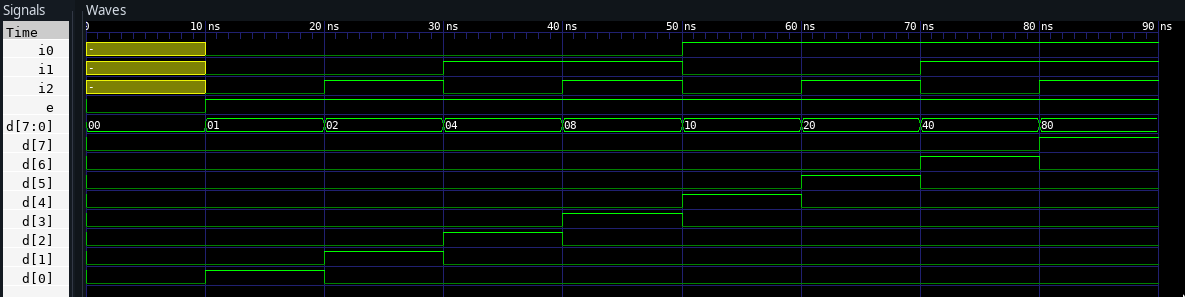 Signals Waves
Time 0 10 ns 20 ns 30 ns 40 ns 50 ns 60 ns 70 ns 80 ns 90 ns
i0 -
i1 -
i2 -
e
d[7:0] 00 01 02 04 08 10 20 40 80
d[7]
d[6]
d[5]
d[4]
d[3]
d[2]
d[1]
d[0]